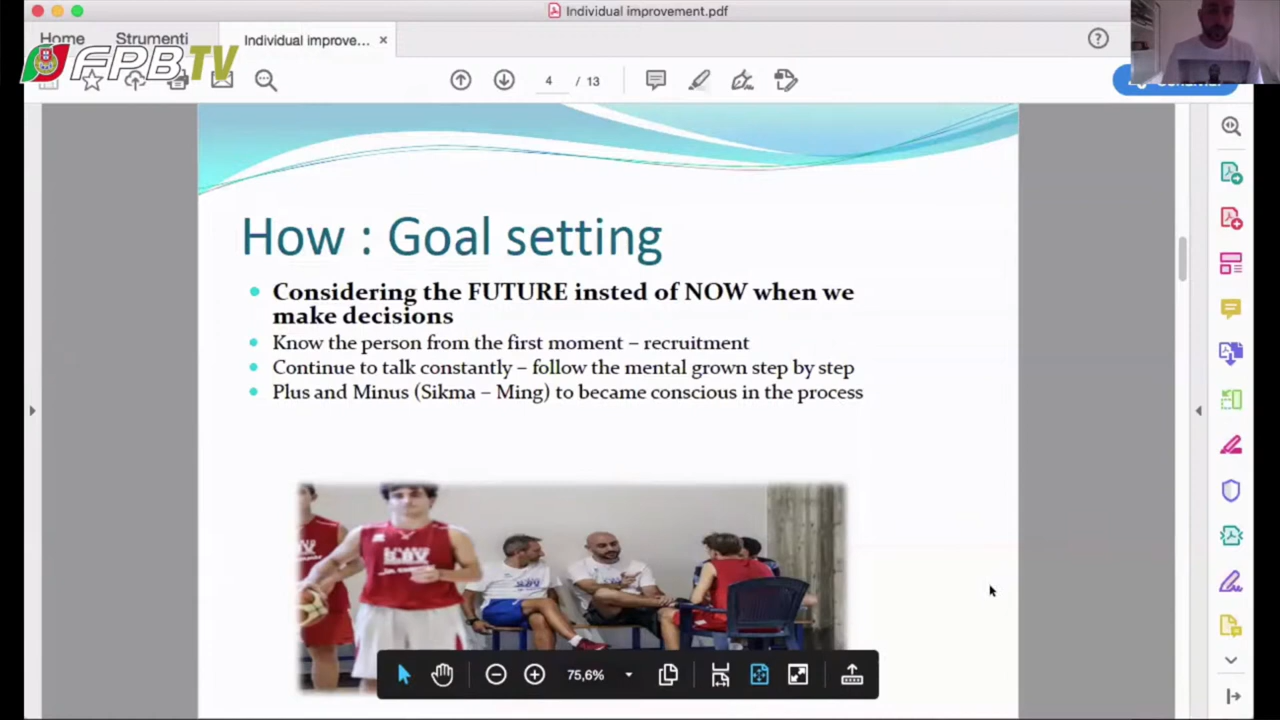 Individual improvement.pdf
Home
Strumenti
Individual improve...
FPBTV
4
/ 13
How : Goal setting
Considering the FUTURE insted of NOW when we
make decisions
Know the person from the first moment – recruitment
Continue to talk constantly – follow the mental grown step by step
Plus and Minus (Sikma – Ming) to became conscious in the process
75,6%